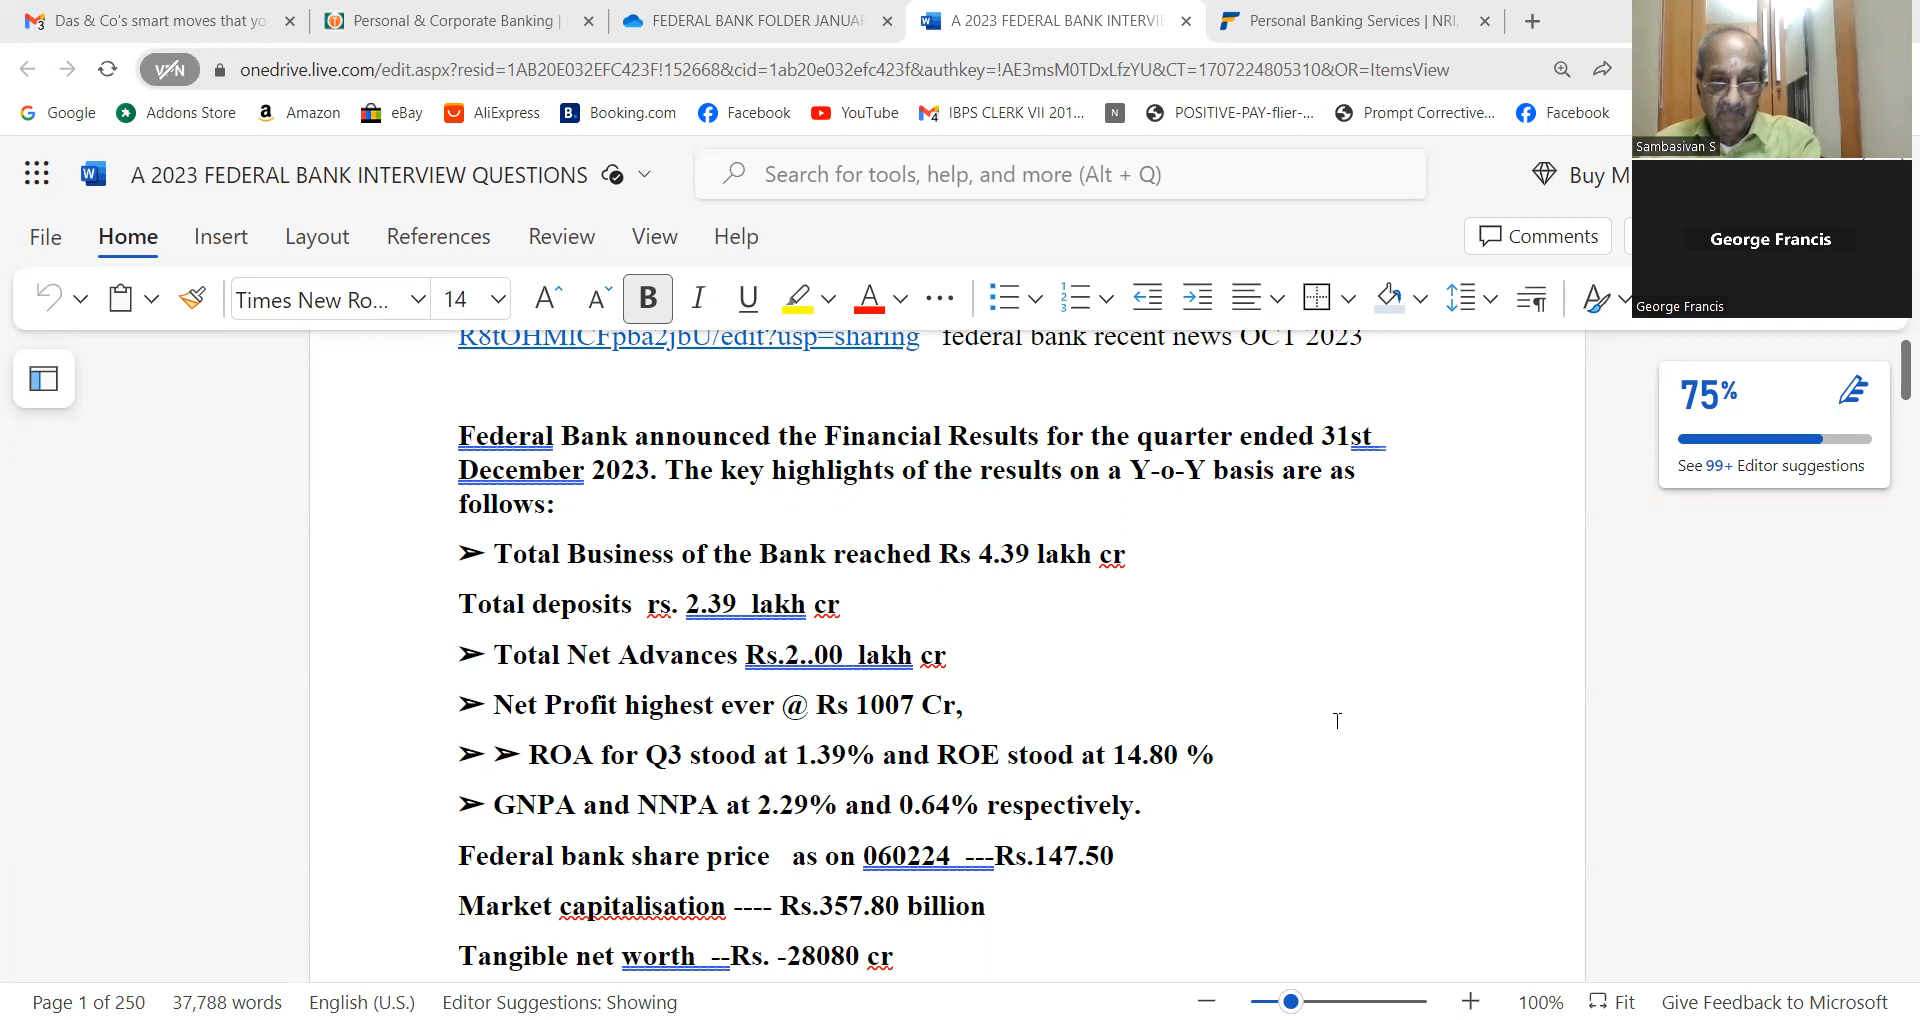 Das & Co's smart moves that yo
Personal & Corporate Banking |
FEDERAL BANK FOLDER JANUAR
A 2023 FEDERAL BANK INTERVIE
Personal Banking Services | NRI,
VPN
onedrive.live.com/edit.aspx?resid=1AB20E032EFC423F!152668&cid=1ab20e032efc423f&authkey=!AE3msM0TDxLfzYU&CT=1707224805310&OR=ItemsView
Google
Addons Store
Amazon
eBay
AliExpress
Booking.com
Facebook
YouTube
IBPS CLERK VII 201...
POSITIVE-PAY-flier-...
Prompt Corrective...
Facebook
Sambasivan S
A 2023 FEDERAL BANK INTERVIEW QUESTIONS
Search for tools, help, and more (Alt + Q)
Buy M
File Home Insert Layout References Review View Help
Comments
George Francis
Times New Ro... 14
George Francis
R8tOHMlCFpba2jbU/edit?usp=sharing federal bank recent news OCT 2023
75%
See 99+ Editor suggestions
Federal Bank announced the Financial Results for the quarter ended 31st
December 2023. The key highlights of the results on a Y-o-Y basis are as
follows:
➢ Total Business of the Bank reached Rs 4.39 lakh cr
Total deposits rs. 2.39 lakh cr
➢ Total Net Advances Rs.2..00 lakh cr
➢ Net Profit highest ever @ Rs 1007 Cr,
➢ ➢ ROA for Q3 stood at 1.39% and ROE stood at 14.80 %
➢ GNPA and NNPA at 2.29% and 0.64% respectively.
Federal bank share price as on 060224 ---Rs.147.50
Market capitalisation ---- Rs.357.80 billion
Tangible net worth --Rs. -28080 cr
Page 1 of 250 37,788 words English (U.S.) Editor Suggestions: Showing
100% Fit Give Feedback to Microsoft